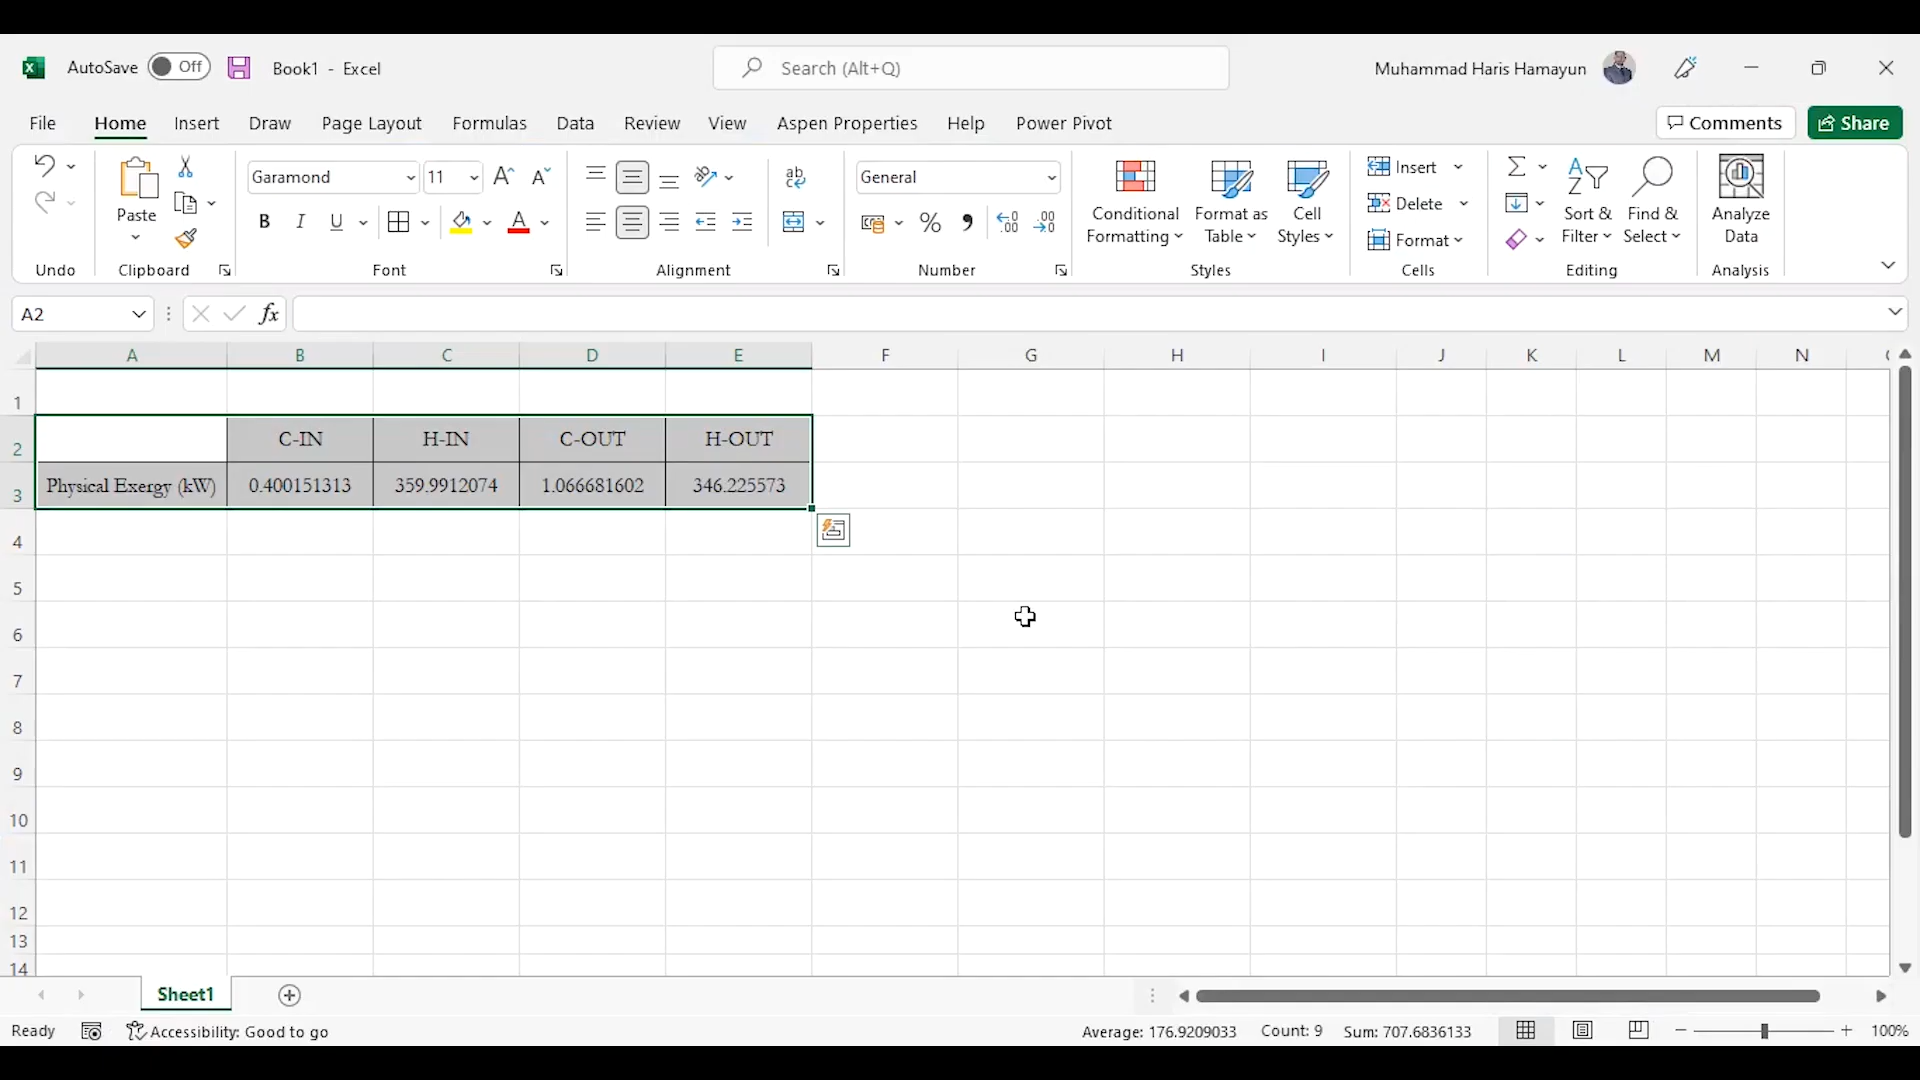 AutoSave Off Book1 - Excel Search (Alt+Q) Muhammad Haris Hamayun
File Home Insert Draw Page Layout Formulas Data Review View Aspen Properties Help Power Pivot Comments Share
Paste Garamond 11 General
B I U
Conditional Formatting Format as Table Cell Styles
Insert
Delete
Format
Sort & Filter Find & Select Analyze Data
Undo Clipboard Font Alignment Number Styles Cells Editing Analysis
A2 fx
A B C D E F G H I J K L M N
1
2 C-IN H-IN C-OUT H-OUT
3 Physical Exergy (kW) 0.400151313 359.9912074 1.066681602 346.225573
4
5
6
7
8
9
10
11
12
13
14
Sheet1
Ready Accessibility: Good to go Average: 176.9209033 Count: 9 Sum: 707.6836133 100%